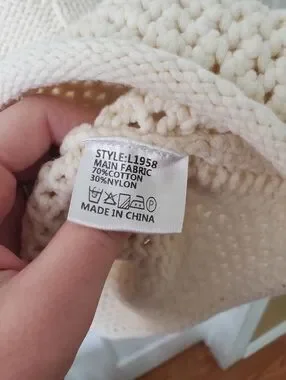 STYLE:L1958
MAIN FABRIC
70%COTTON
30%NYLON
P
MADE IN CHINA